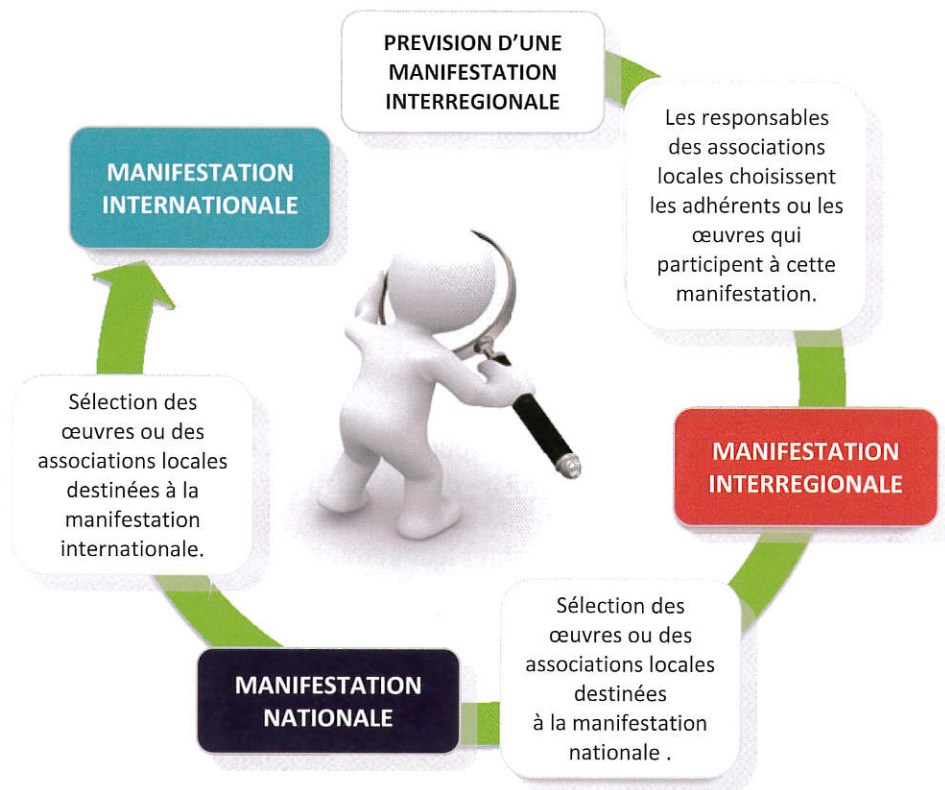 PREVISION D'UNE
MANIFESTATION
INTERREGIONALE
Les responsables
des associations
locales choisissent
les adhérents ou les
œuvres qui
participent à cette
manifestation.
MANIFESTATION
INTERREGIONALE
Sélection des
œuvres ou des
associations locales
destinées
à la manifestation
nationale .
MANIFESTATION
NATIONALE
Sélection des
œuvres ou des
associations locales
destinées à la
manifestation
internationale.
MANIFESTATION
INTERNATIONALE